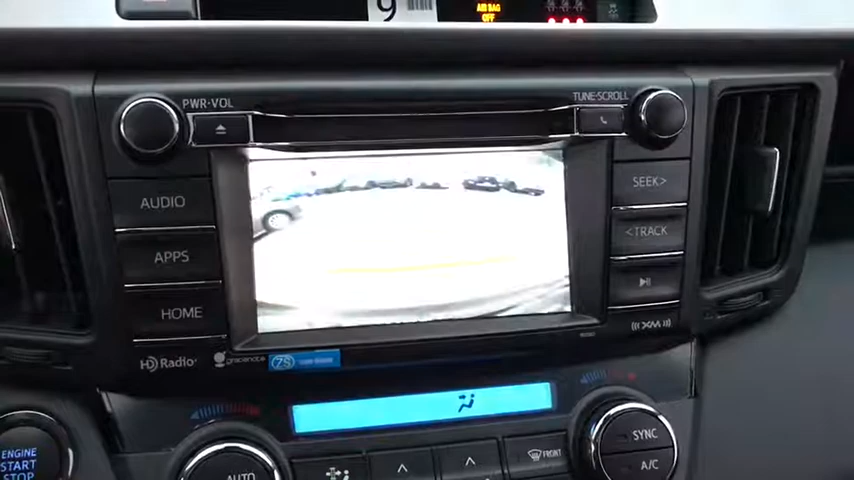 9
AIR BAG
OFF
PWR·VOL
TUNE·SCROLL
AUDIO
APPS
HOME
SEEK>
<TRACK
HD Radio
gracenote
((XM))
FRONT
SYNC
A/C
AUTO
ENGINE
START
STOP